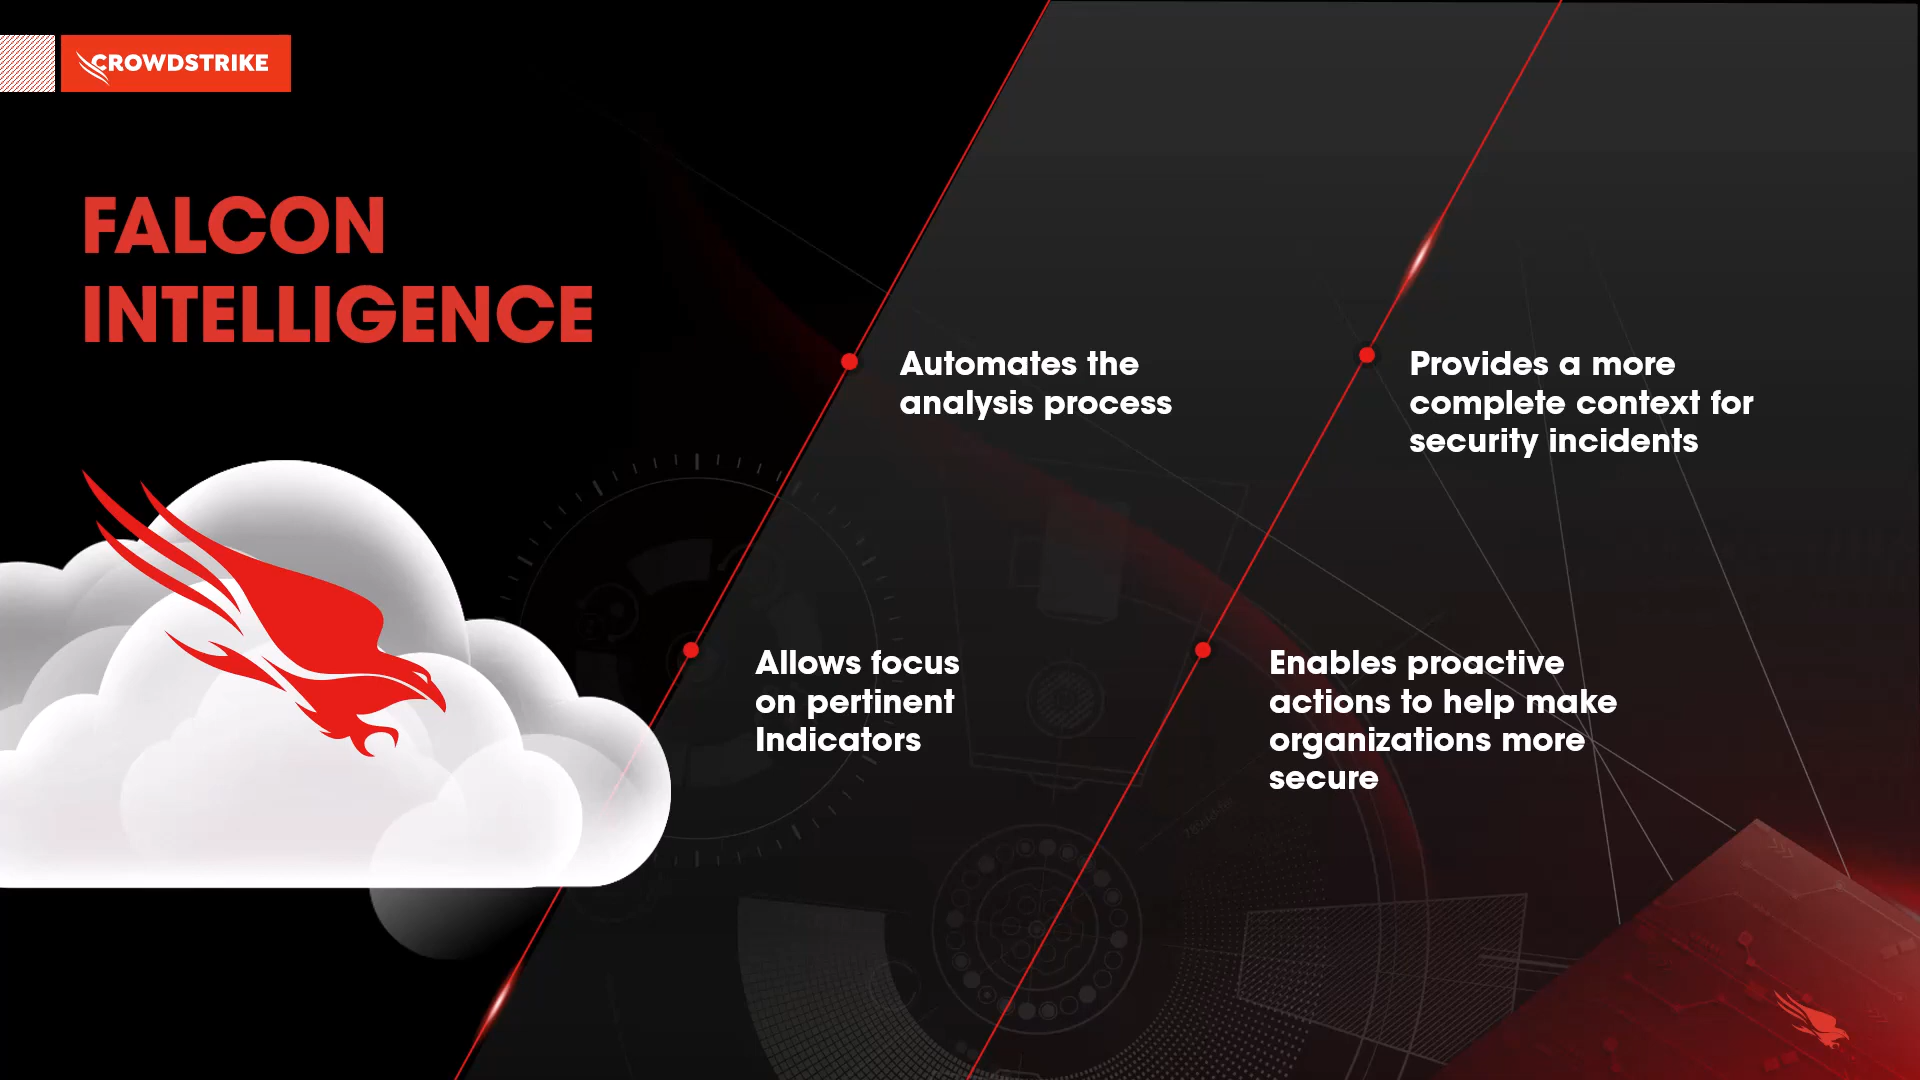 CROWDSTRIKE
FALCON
INTELLIGENCE
Automates the
analysis process
Provides a more
complete context for
security incidents
Allows focus
on pertinent
Indicators
Enables proactive
actions to help make
organizations more
secure